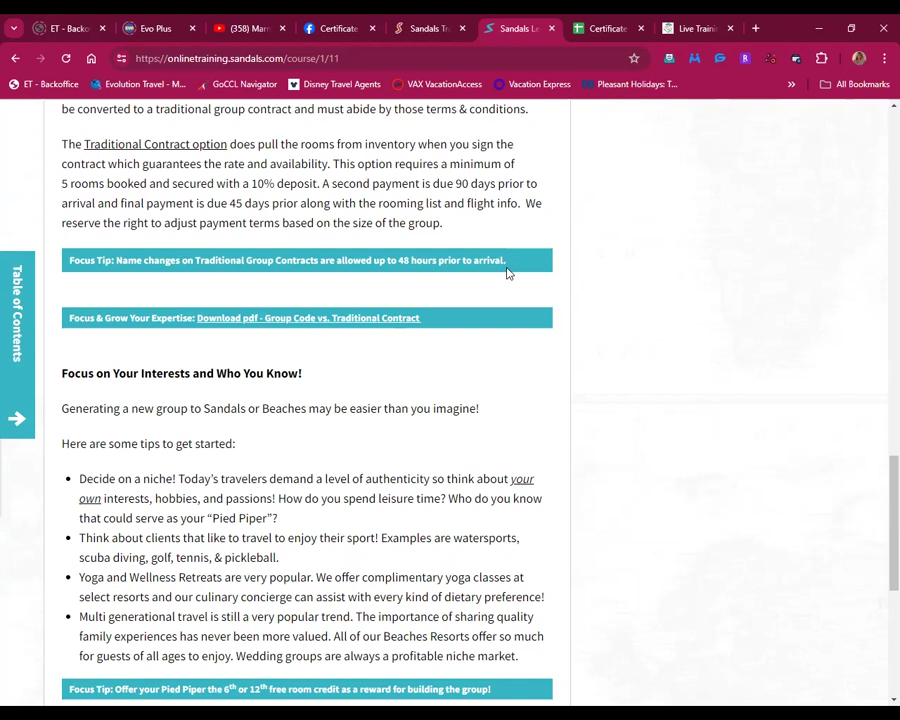 ET - Backo
Evo Plus
(358) Marr
Certificate
Sandals Tr
Sandals Le
Certificate
Live Trainin
https://onlinetraining.sandals.com/course/1/11
ET - Backoffice
Evolution Travel - M...
GoCCL Navigator
Disney Travel Agents
VAX VacationAccess
Vacation Express
Pleasant Holidays: T...
All Bookmarks
be converted to a traditional group contract and must abide by those terms & conditions.
The Traditional Contract option does pull the rooms from inventory when you sign the
contract which guarantees the rate and availability. This option requires a minimum of
5 rooms booked and secured with a 10% deposit. A second payment is due 90 days prior to
arrival and final payment is due 45 days prior along with the rooming list and flight info. We
reserve the right to adjust payment terms based on the size of the group.
Focus Tip: Name changes on Traditional Group Contracts are allowed up to 48 hours prior to arrival.
Table of Contents
Focus & Grow Your Expertise: Download pdf - Group Code vs. Traditional Contract
Focus on Your Interests and Who You Know!
Generating a new group to Sandals or Beaches may be easier than you imagine!
Here are some tips to get started:
• Decide on a niche! Today's travelers demand a level of authenticity so think about your
own interests, hobbies, and passions! How do you spend leisure time? Who do you know
that could serve as your “Pied Piper”?
• Think about clients that like to travel to enjoy their sport! Examples are watersports,
scuba diving, golf, tennis, & pickleball.
• Yoga and Wellness Retreats are very popular. We offer complimentary yoga classes at
select resorts and our culinary concierge can assist with every kind of dietary preference!
• Multi generational travel is still a very popular trend. The importance of sharing quality
family experiences has never been more valued. All of our Beaches Resorts offer so much
for guests of all ages to enjoy. Wedding groups are always a profitable niche market.
Focus Tip: Offer your Pied Piper the 6th or 12th free room credit as a reward for building the group!